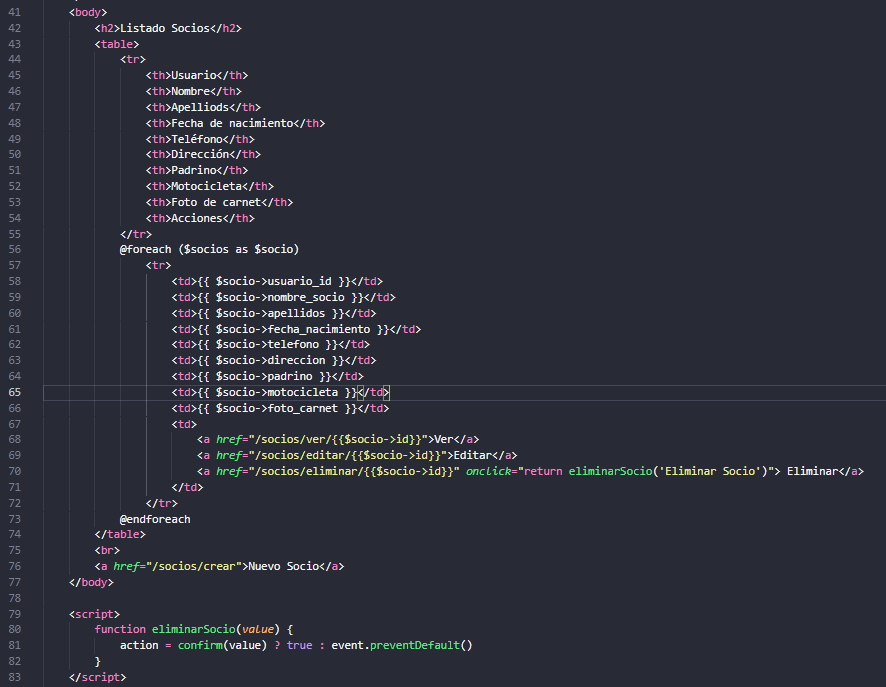 41 <body>
42 <h2>Listado Socios</h2>
43 <table>
44 <tr>
45 <th>Usuario</th>
46 <th>Nombre</th>
47 <th>Apelliods</th>
48 <th>Fecha de nacimiento</th>
49 <th>Teléfono</th>
50 <th>Dirección</th>
51 <th>Padrino</th>
52 <th>Motocicleta</th>
53 <th>Foto de carnet</th>
54 <th>Acciones</th>
55 </tr>
56 @foreach ($socios as $socio)
57 <tr>
58 <td>{{ $socio->usuario_id }}</td>
59 <td>{{ $socio->nombre_socio }}</td>
60 <td>{{ $socio->apellidos }}</td>
61 <td>{{ $socio->fecha_nacimiento }}</td>
62 <td>{{ $socio->telefono }}</td>
63 <td>{{ $socio->direccion }}</td>
64 <td>{{ $socio->padrino }}</td>
65 <td>{{ $socio->motocicleta }}</td>
66 <td>{{ $socio->foto_carnet }}</td>
67 <td>
68 <a href="/socios/ver/{{$socio->id}}">Ver</a>
69 <a href="/socios/editar/{{$socio->id}}">Editar</a>
70 <a href="/socios/eliminar/{{$socio->id}}" onclick="return eliminarSocio('Eliminar Socio')"> Eliminar</a>
71 </td>
72 </tr>
73 @endforeach
74 </table>
75 <br>
76 <a href="/socios/crear">Nuevo Socio</a>
77 </body>
78
79 <script>
80 function eliminarSocio(value) {
81 action = confirm(value) ? true : event.preventDefault()
82 }
83 </script>